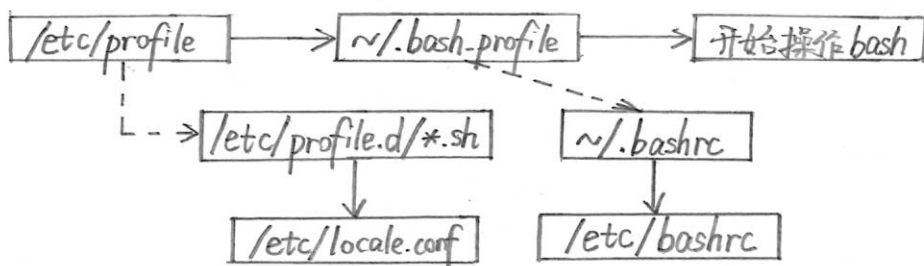 /etc/profile
~/.bash_profile
开始操作bash
/etc/profile.d/*.sh
~/.bashrc
/etc/locale.conf
/etc/bashrc